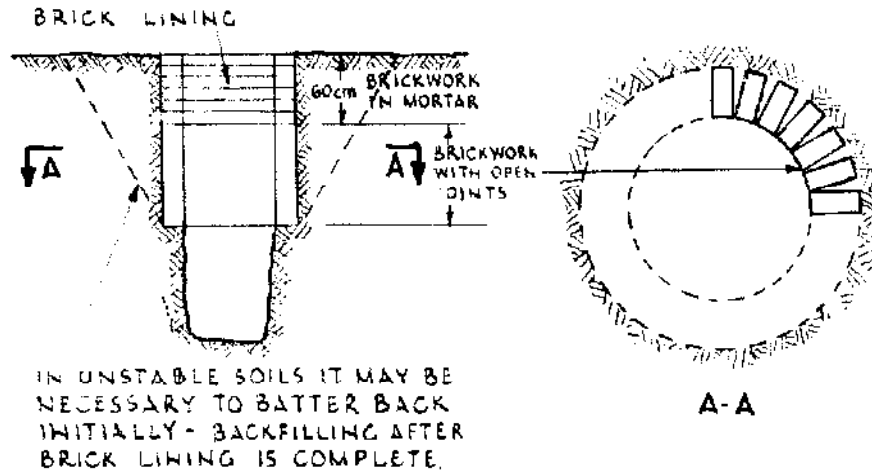 BRICK LINING
60cm
BRICKWORK
IN MORTAR
A
A
BRICKWORK
WITH OPEN
JOINTS
IN UNSTABLE SOILS IT MAY BE
NECESSARY TO BATTER BACK
INITIALLY - BACKFILLING AFTER
BRICK LINING IS COMPLETE.
A-A